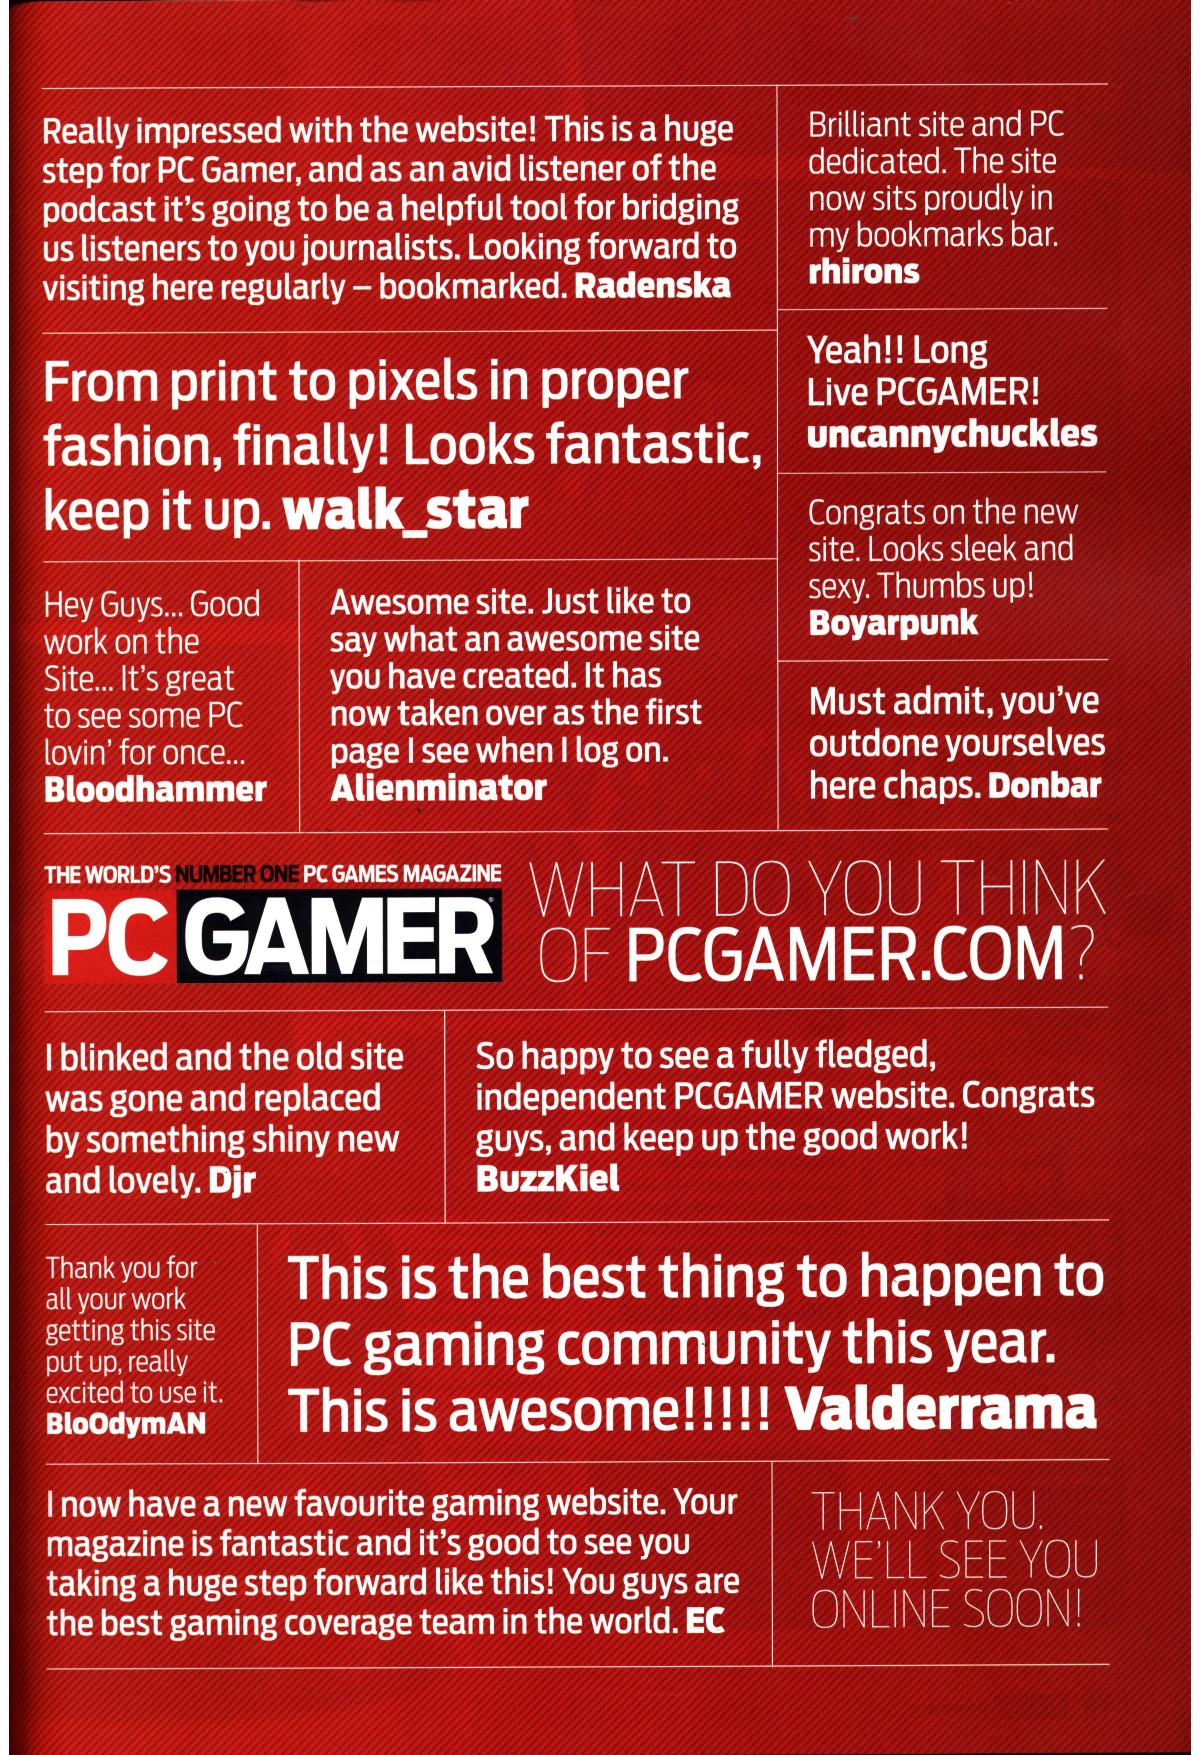 Really impressed with the website! This is a huge
step for PC Gamer, and as an avid listener of the
podcast it's going to be a helpful tool for bridging
us listeners to you journalists. Looking forward to
visiting here regularly – bookmarked. Radenska
Brilliant site and PC
dedicated. The site
now sits proudly in
my bookmarks bar.
rhirons
From print to pixels in proper
fashion, finally! Looks fantastic,
keep it up. walk_star
Yeah!! Long
Live PCGAMER!
uncannychuckles
Congrats on the new
site. Looks sleek and
sexy. Thumbs up!
Boyarpunk
Hey Guys... Good
work on the
Site... It's great
to see some PC
lovin' for once...
Bloodhammer
Awesome site. Just like to
say what an awesome site
you have created. It has
now taken over as the first
page I see when I log on.
Alienminator
Must admit, you've
outdone yourselves
here chaps. Donbar
THE WORLD'S NUMBER ONE PC GAMES MAGAZINE
PC GAMER®
WHAT DO YOU THINK
OF PCGAMER.COM?
I blinked and the old site
was gone and replaced
by something shiny new
and lovely. Djr
So happy to see a fully fledged,
independent PCGAMER website. Congrats
guys, and keep up the good work!
BuzzKiel
Thank you for
all your work
getting this site
put up, really
excited to use it.
BloOdymAN
This is the best thing to happen to
PC gaming community this year.
This is awesome!!!!! Valderrama
I now have a new favourite gaming website. Your
magazine is fantastic and it's good to see you
taking a huge step forward like this! You guys are
the best gaming coverage team in the world. EC
THANK YOU.
WE'LL SEE YOU
ONLINE SOON!